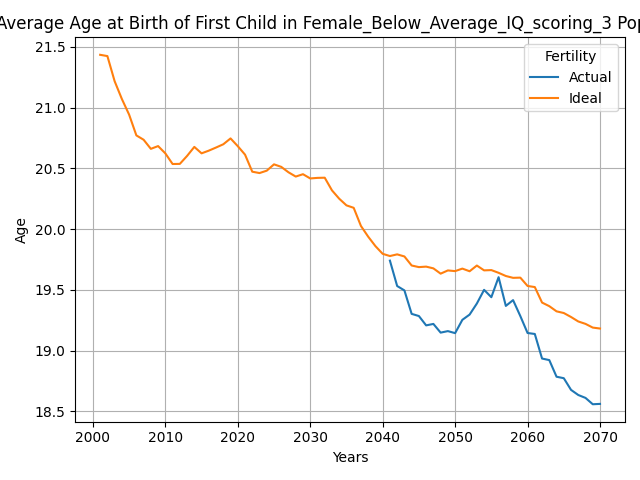 Average Age at Birth of First Child in Female_Below_Average_IQ_scoring_3 Pop
Fertility
Actual
Ideal
21.5
21.0
20.5
20.0
19.5
19.0
18.5
Age
2000 2010 2020 2030 2040 2050 2060 2070
Years